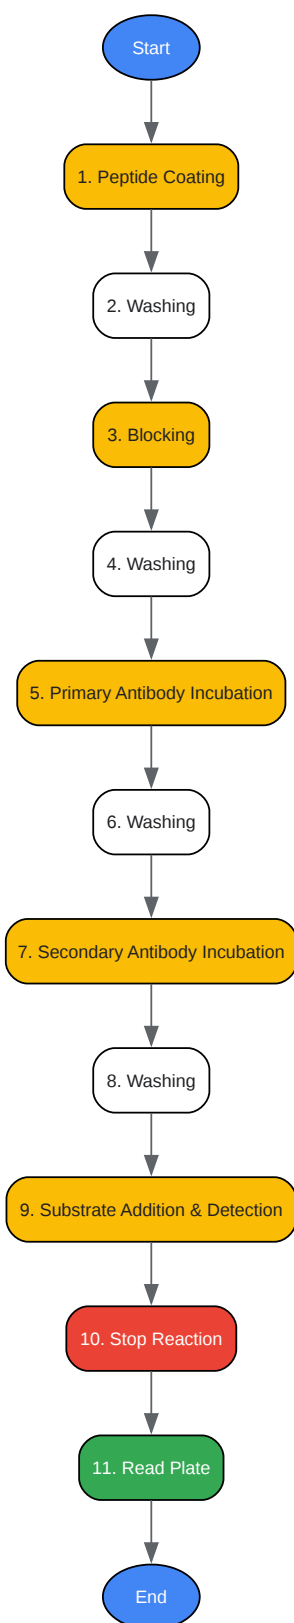 Start
1. Peptide Coating
2. Washing
3. Blocking
4. Washing
5. Primary Antibody Incubation
6. Washing
7. Secondary Antibody Incubation
8. Washing
9. Substrate Addition & Detection
10. Stop Reaction
11. Read Plate
End